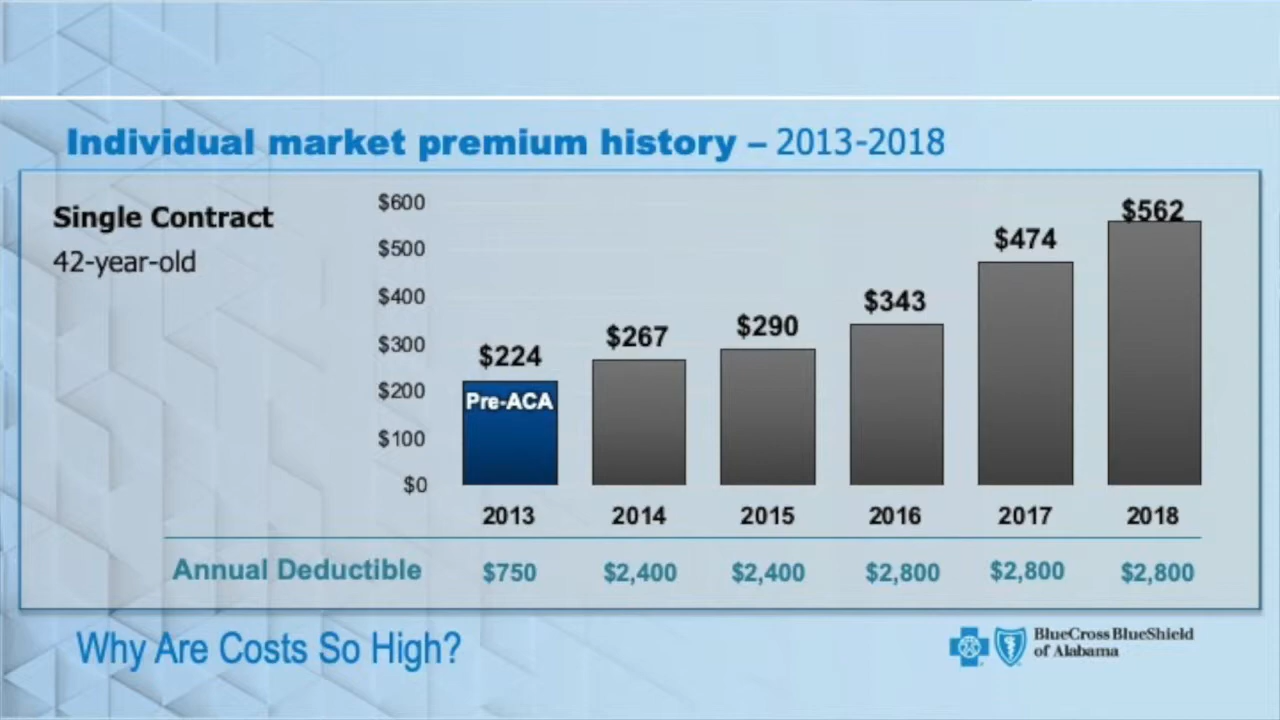 Individual market premium history – 2013-2018
Single Contract
42-year-old
$600
$500
$400
$300
$200
$100
$0
$224
$267
$290
$343
$474
$562
Pre-ACA
2013 2014 2015 2016 2017 2018
Annual Deductible $750 $2,400 $2,400 $2,800 $2,800 $2,800
Why Are Costs So High?
BlueCross BlueShield
of Alabama